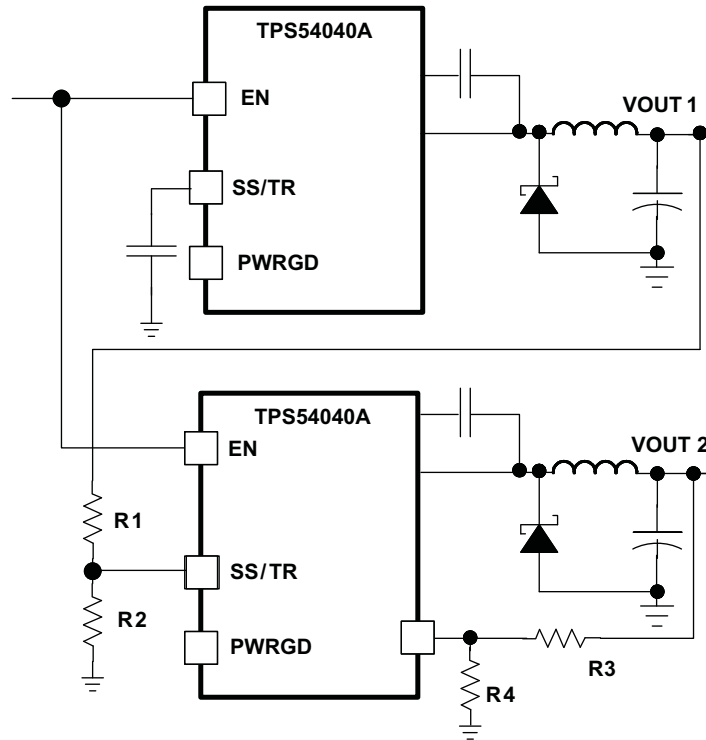 TPS54040A
EN
VOUT 1
SS/TR
PWRGD
TPS54040A
EN
VOUT 2
R1
SS/TR
R2
PWRGD
R3
R4